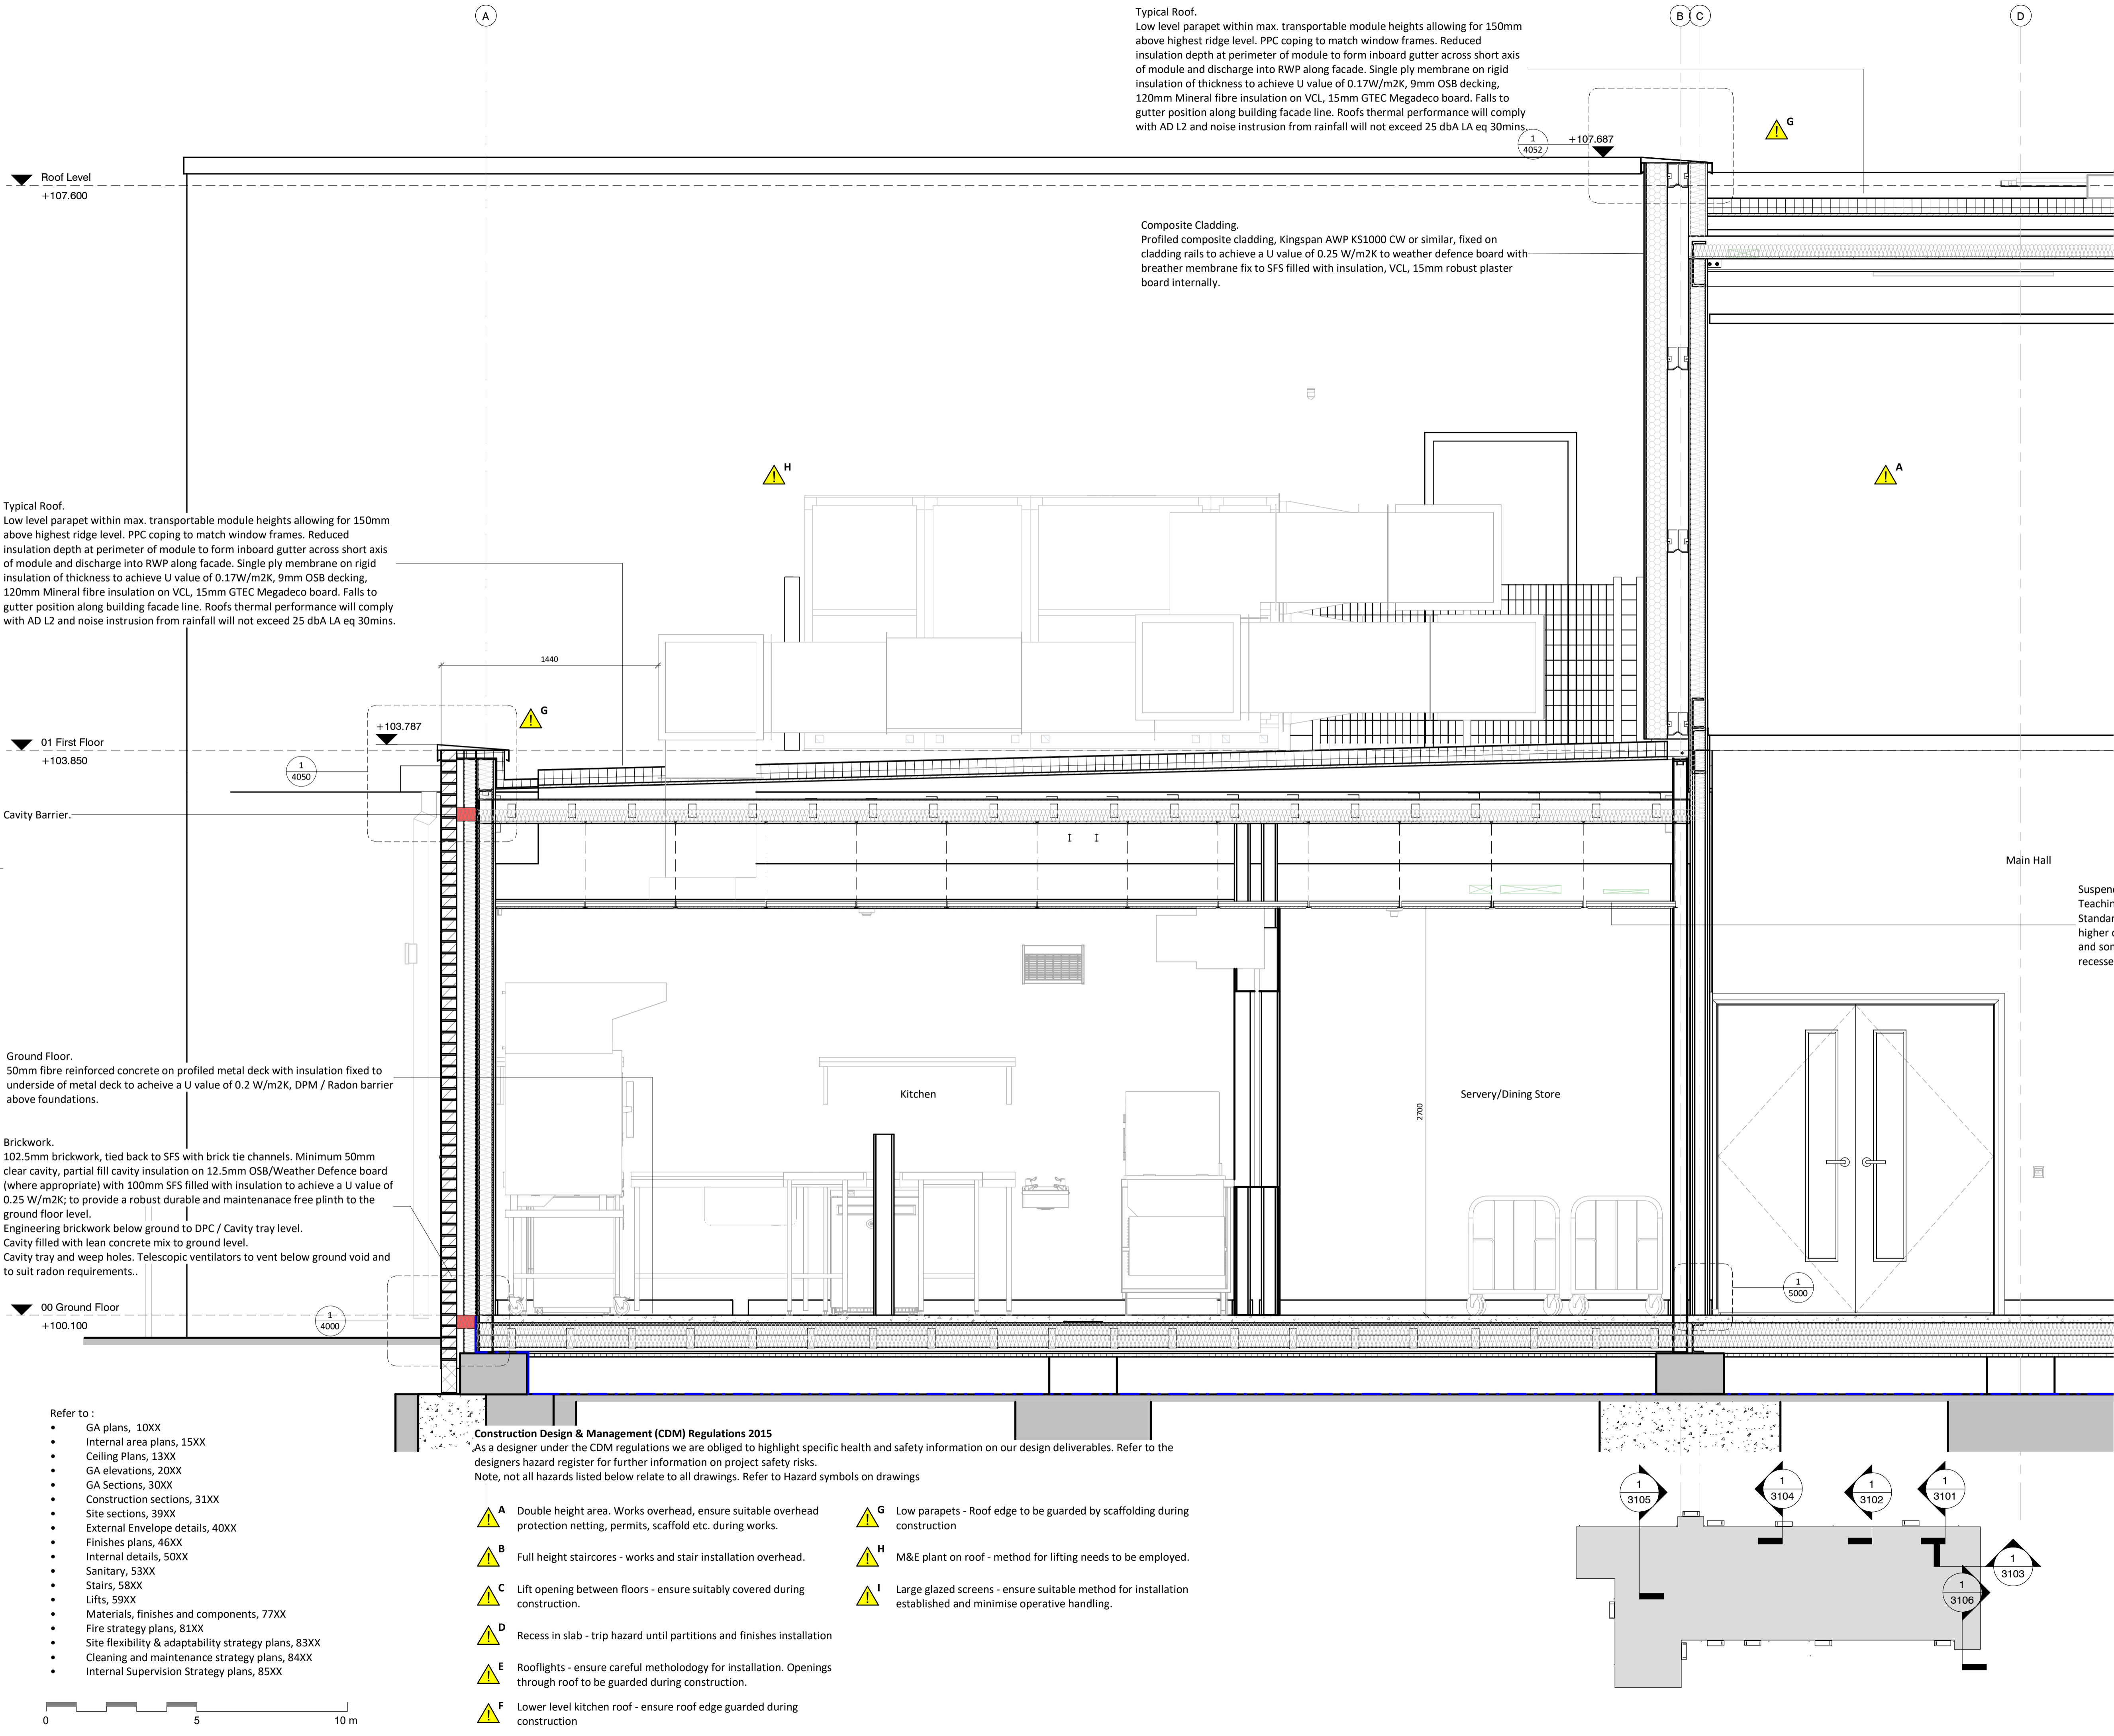 A
B
C
D
Typical Roof.
Low level parapet within max. transportable module heights allowing for 150mm
above highest ridge level. PPC coping to match window frames. Reduced
insulation depth at perimeter of module to form inboard gutter across short axis
of module and discharge into RWP along facade. Single ply membrane on rigid
insulation of thickness to achieve U value of 0.17W/m2K, 9mm OSB decking,
120mm Mineral fibre insulation on VCL, 15mm GTEC Megadeco board. Falls to
gutter position along building facade line. Roofs thermal performance will comply
with AD L2 and noise instrusion from rainfall will not exceed 25 dbA LA eq 30mins.
G
1
4052
+107.687
Roof Level
+107.600
Composite Cladding.
Profiled composite cladding, Kingspan AWP KS1000 CW or similar, fixed on
cladding rails to achieve a U value of 0.25 W/m2K to weather defence board with
breather membrane fix to SFS filled with insulation, VCL, 15mm robust plaster
board internally.
H
A
Typical Roof.
Low level parapet within max. transportable module heights allowing for 150mm
above highest ridge level. PPC coping to match window frames. Reduced
insulation depth at perimeter of module to form inboard gutter across short axis
of module and discharge into RWP along facade. Single ply membrane on rigid
insulation of thickness to achieve U value of 0.17W/m2K, 9mm OSB decking,
120mm Mineral fibre insulation on VCL, 15mm GTEC Megadeco board. Falls to
gutter position along building facade line. Roofs thermal performance will comply
with AD L2 and noise instrusion from rainfall will not exceed 25 dbA LA eq 30mins.
1440
G
+103.787
01 First Floor
+103.850
1
4050
Cavity Barrier.
Main Hall
Suspen
Teachin
Standar
higher c
and son
recesse
Ground Floor.
50mm fibre reinforced concrete on profiled metal deck with insulation fixed to
underside of metal deck to acheive a U value of 0.2 W/m2K, DPM / Radon barrier
above foundations.
Kitchen
2700
Servery/Dining Store
Brickwork.
102.5mm brickwork, tied back to SFS with brick tie channels. Minimum 50mm
clear cavity, partial fill cavity insulation on 12.5mm OSB/Weather Defence board
(where appropriate) with 100mm SFS filled with insulation to achieve a U value of
0.25 W/m2K; to provide a robust durable and maintenanace free plinth to the
ground floor level.
Engineering brickwork below ground to DPC / Cavity tray level.
Cavity filled with lean concrete mix to ground level.
Cavity tray and weep holes. Telescopic ventilators to vent below ground void and
to suit radon requirements..
1
5000
00 Ground Floor
+100.100
1
4000
Refer to :
• GA plans, 10XX
• Internal area plans, 15XX
• Ceiling Plans, 13XX
• GA elevations, 20XX
• GA Sections, 30XX
• Construction sections, 31XX
• Site sections, 39XX
• External Envelope details, 40XX
• Finishes plans, 46XX
• Internal details, 50XX
• Sanitary, 53XX
• Stairs, 58XX
• Lifts, 59XX
• Materials, finishes and components, 77XX
• Fire strategy plans, 81XX
• Site flexibility & adaptability strategy plans, 83XX
• Cleaning and maintenance strategy plans, 84XX
• Internal Supervision Strategy plans, 85XX
0 5 10 m
Construction Design & Management (CDM) Regulations 2015
As a designer under the CDM regulations we are obliged to highlight specific health and safety information on our design deliverables. Refer to the
designers hazard register for further information on project safety risks.
Note, not all hazards listed below relate to all drawings. Refer to Hazard symbols on drawings
A Double height area. Works overhead, ensure suitable overhead
protection netting, permits, scaffold etc. during works.
B Full height staircores - works and stair installation overhead.
C Lift opening between floors - ensure suitably covered during
construction.
D Recess in slab - trip hazard until partitions and finishes installation
E Rooflights - ensure careful metholodogy for installation. Openings
through roof to be guarded during construction.
F Lower level kitchen roof - ensure roof edge guarded during
construction
G Low parapets - Roof edge to be guarded by scaffolding during
construction
H M&E plant on roof - method for lifting needs to be employed.
I Large glazed screens - ensure suitable method for installation
established and minimise operative handling.
1
3105
1
3104
1
3102
1
3101
1
3103
1
3106